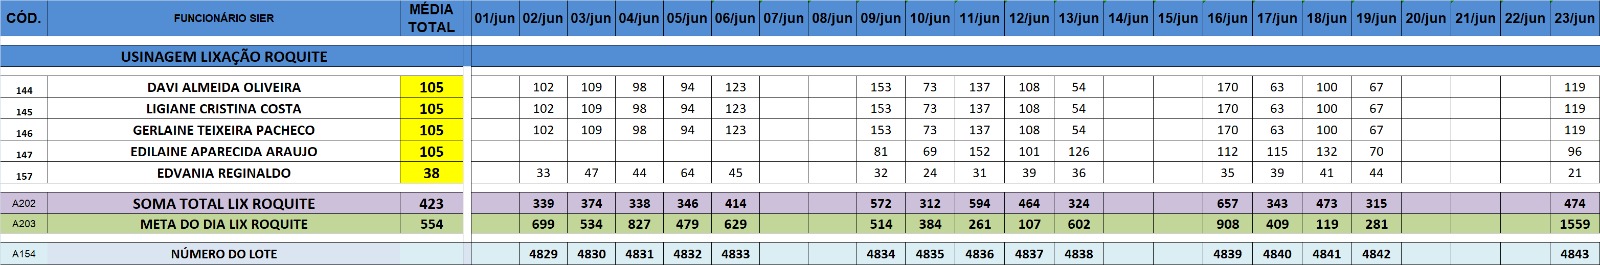 CÓD. FUNCIONÁRIO SIER MÉDIA TOTAL 01/jun 02/jun 03/jun 04/jun 05/jun 06/jun 07/jun 08/jun 09/jun 10/jun 11/jun 12/jun 13/jun 14/jun 15/jun 16/jun 17/jun 18/jun 19/jun 20/jun 21/jun 22/jun 23/jun
USINAGEM LIXAÇÃO ROQUITE
144 DAVI ALMEIDA OLIVEIRA 105 102 109 98 94 123 153 73 137 108 54 170 63 100 67 119
145 LIGIANE CRISTINA COSTA 105 102 109 98 94 123 153 73 137 108 54 170 63 100 67 119
146 GERLAINE TEIXEIRA PACHECO 105 102 109 98 94 123 153 73 137 108 54 170 63 100 67 119
147 EDILAINE APARECIDA ARAUJO 105 81 69 152 101 126 112 115 132 70 96
157 EDVANIA REGINALDO 38 33 47 44 64 45 32 24 31 39 36 35 39 41 44 21
A202 SOMA TOTAL LIX ROQUITE 423 339 374 338 346 414 572 312 594 464 324 657 343 473 315 474
A203 META DO DIA LIX ROQUITE 554 699 534 827 479 629 514 384 261 107 602 908 409 119 281 1559
A154 NÚMERO DO LOTE 4829 4830 4831 4832 4833 4834 4835 4836 4837 4838 4839 4840 4841 4842 4843